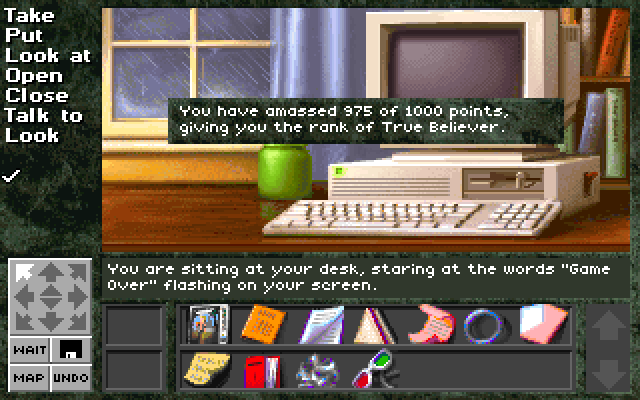 Take
Put
Look at
Open
Close
Talk to
Look
You have amassed 975 of 1000 points,
giving you the rank of True Believer.
You are sitting at your desk, staring at the words "Game
Over" flashing on your screen.
WAIT
MAP
UNDO